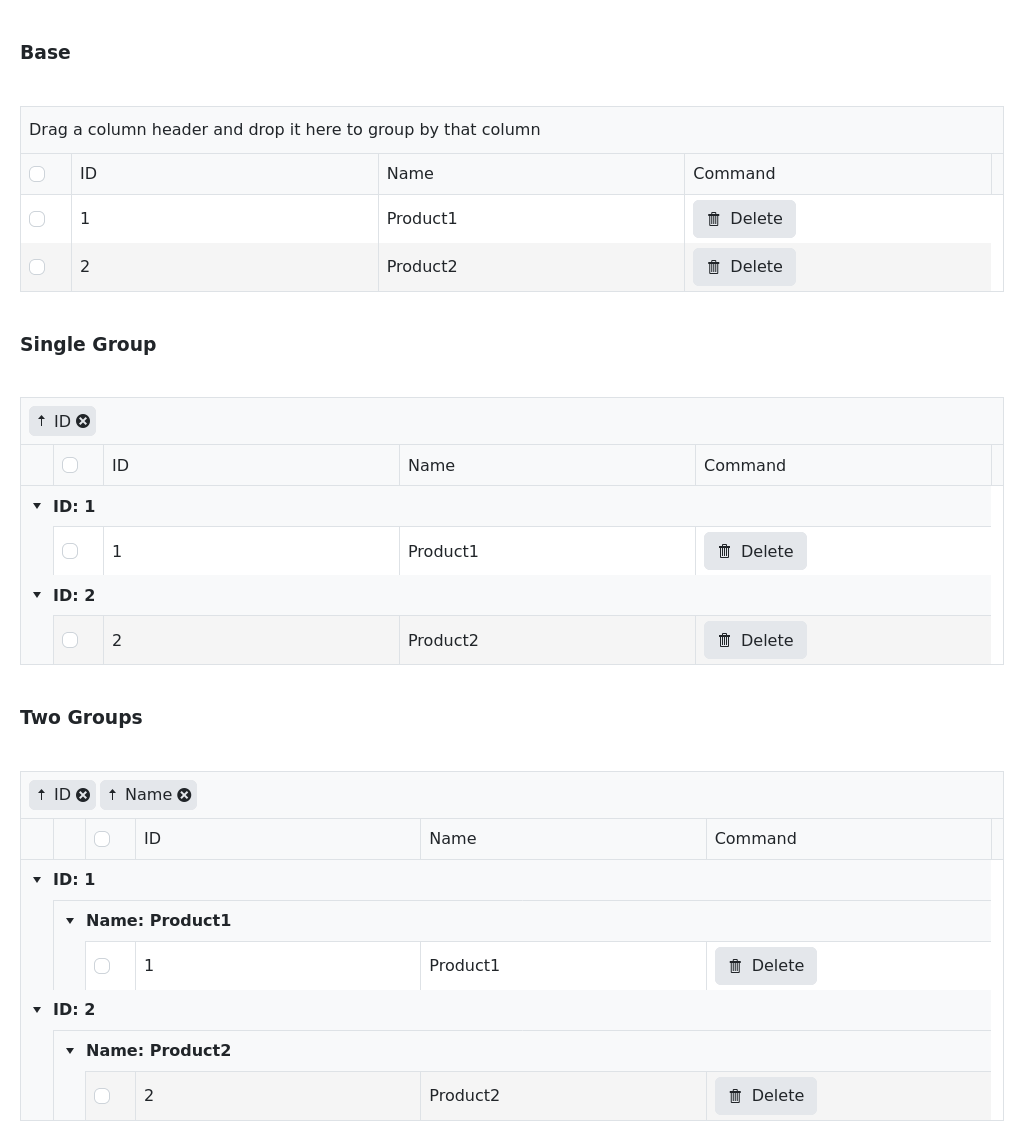 Base
Drag a column header and drop it here to group by that column
ID Name Command
1 Product1 Delete
2 Product2 Delete
Single Group
ID
ID Name Command
ID: 1
1 Product1 Delete
ID: 2
2 Product2 Delete
Two Groups
ID Name
ID Name Command
ID: 1
Name: Product1
1 Product1 Delete
ID: 2
Name: Product2
2 Product2 Delete